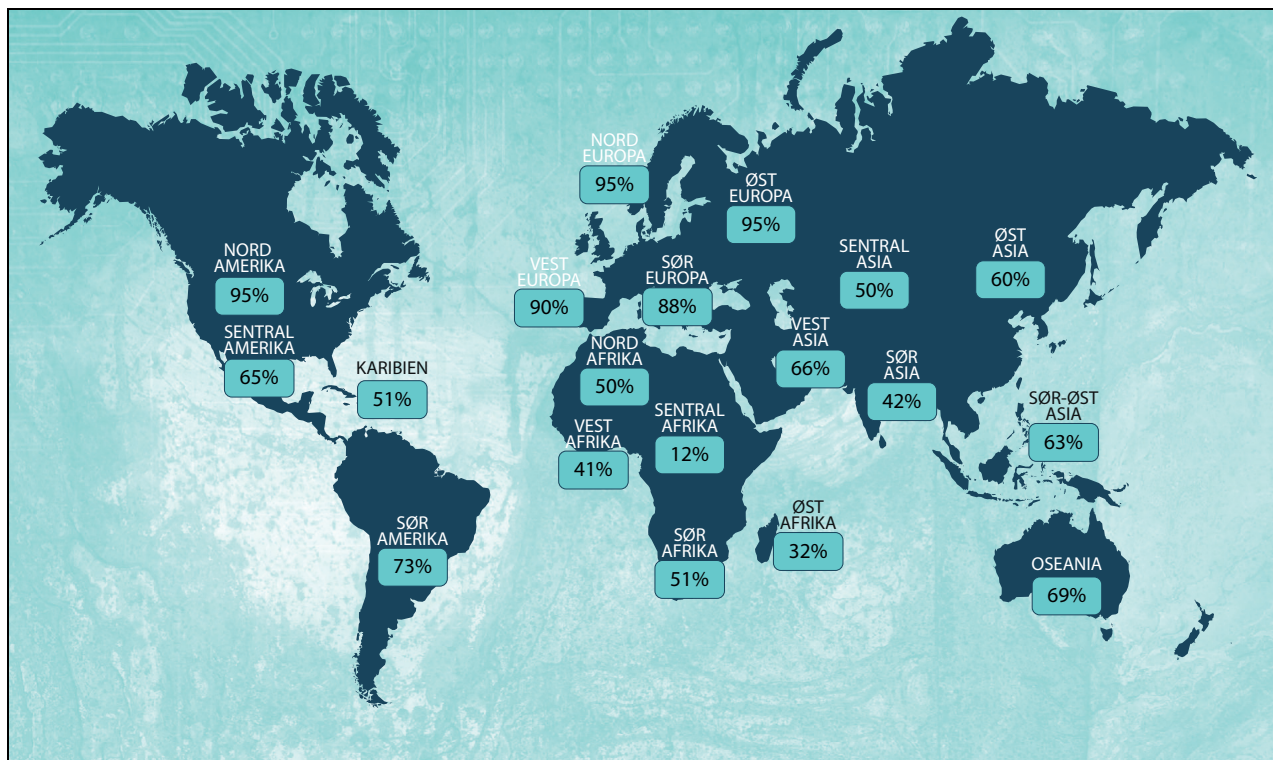 NORD
EUROPA
95%
ØST
EUROPA
95%
NORD
AMERIKA
95%
VEST
EUROPA
90%
SØR
EUROPA
88%
SENTRAL
ASIA
50%
ØST
ASIA
60%
SENTRAL
AMERIKA
65%
KARIBIEN
51%
NORD
AFRIKA
50%
VEST
ASIA
66%
SØR
ASIA
42%
SØR-ØST
ASIA
63%
VEST
AFRIKA
41%
SENTRAL
AFRIKA
12%
SØR
AMERIKA
73%
SØR
AFRIKA
51%
ØST
AFRIKA
32%
OSEANIA
69%